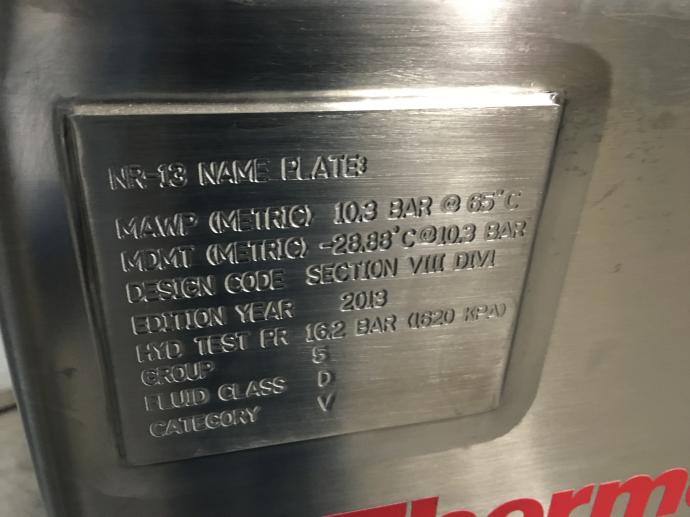 NR-13 NAME PLATE:
MAWP (METRIC) 10.3 BAR @ 65°C
MDMT (METRIC) -28.88°C@10.3 BAR
DESIGN CODE SECTION VIII DIV1
EDITION YEAR 2013
HYD TEST PR 16.2 BAR (1620 KPA)
GROUP 5
FLUID CLASS D
CATEGORY V
Therm